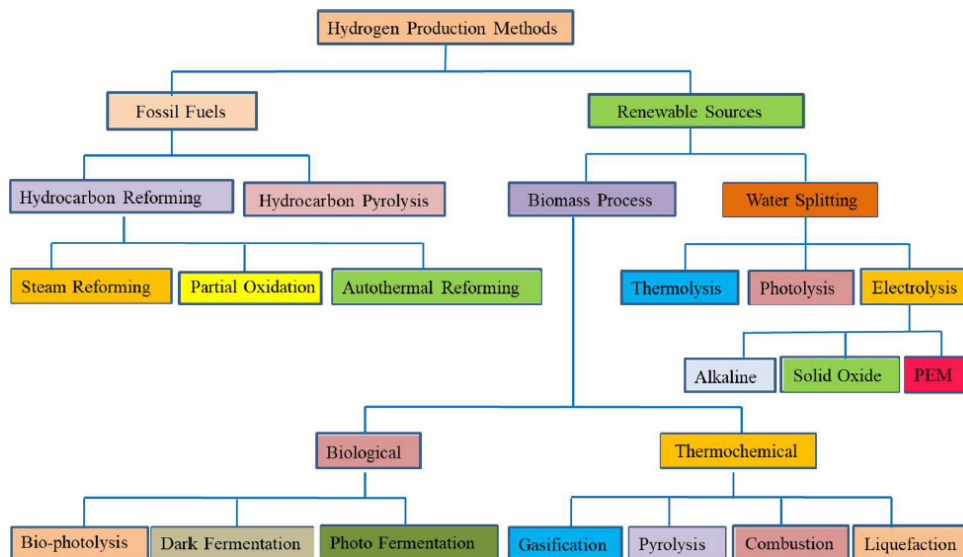 Hydrogen Production Methods
Fossil Fuels
Renewable Sources
Hydrocarbon Reforming
Hydrocarbon Pyrolysis
Biomass Process
Water Splitting
Steam Reforming
Partial Oxidation
Autothermal Reforming
Thermolysis
Photolysis
Electrolysis
Alkaline
Solid Oxide
PEM
Biological
Thermochemical
Bio-photolysis
Dark Fermentation
Photo Fermentation
Gasification
Pyrolysis
Combustion
Liquefaction